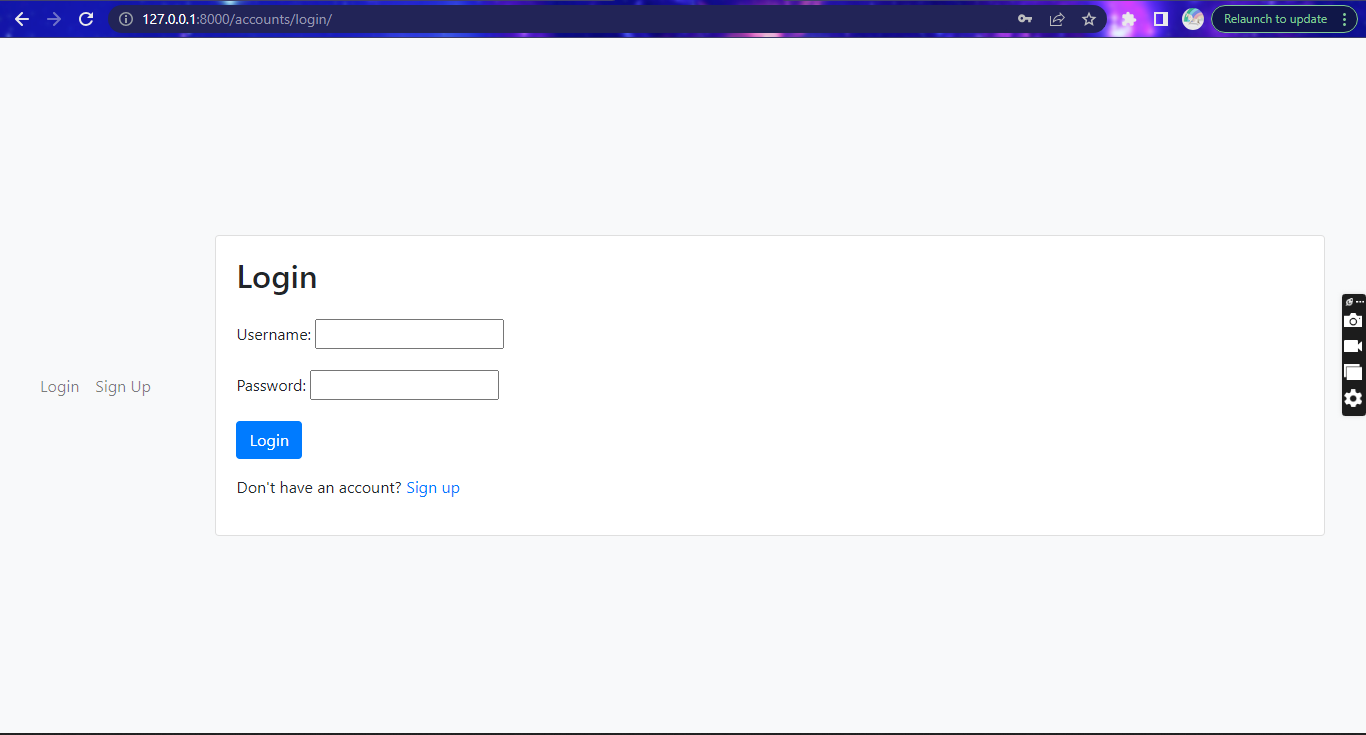 127.0.0.1:8000/accounts/login/
Relaunch to update
Login
Username:
Password:
Login Sign Up
Login
Don't have an account? Sign up